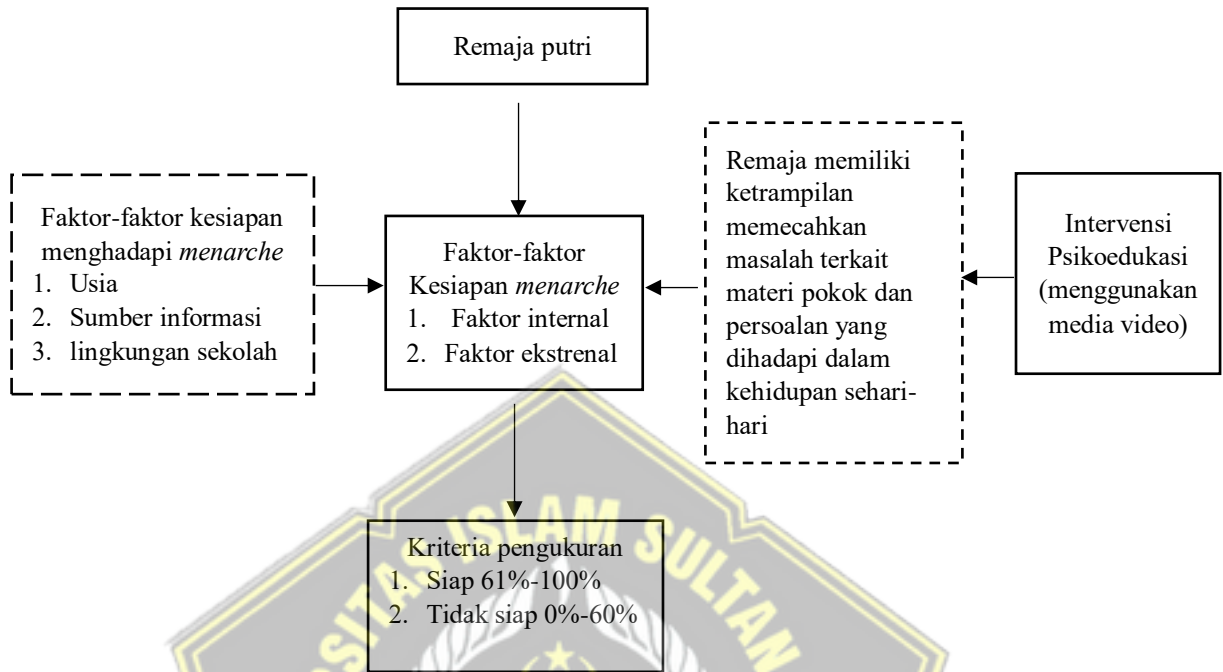 Remaja putri
Faktor-faktor kesiapan
menghadapi menarche
1. Usia
2. Sumber informasi
3. lingkungan sekolah
Faktor-faktor
Kesiapan menarche
1. Faktor internal
2. Faktor ekstrenal
Remaja memiliki
ketrampilan
memecahkan
masalah terkait
materi pokok dan
persoalan yang
dihadapi dalam
kehidupan sehari-
hari
Intervensi
Psikoedukasi
(menggunakan
media video)
Kriteria pengukuran
1. Siap 61%-100%
2. Tidak siap 0%-60%
SITAS ISLAM SULTAN